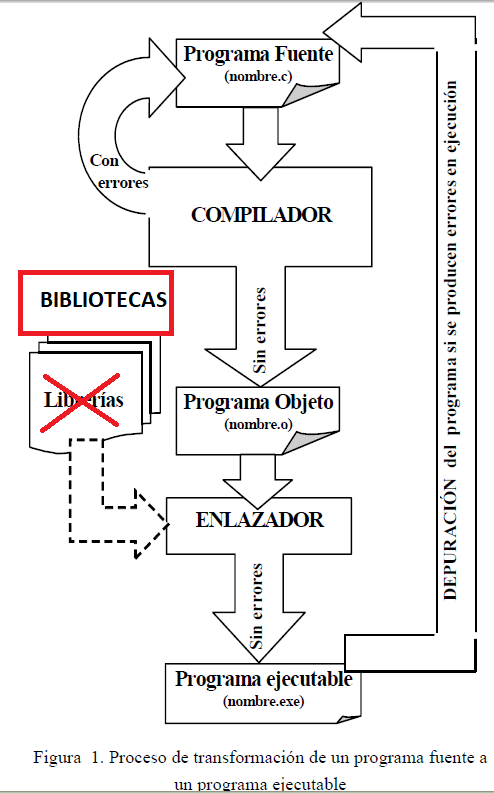 Programa Fuente
(nombre.c)
Con
errores
COMPILADOR
BIBLIOTECAS
Librerías
Sin errores
Programa Objeto
(nombre.o)
ENLAZADOR
Sin errores
Programa ejecutable
(nombre.exe)
DEPURACIÓN del programa si se producen errores en ejecución
Figura 1. Proceso de transformación de un programa fuente a
un programa ejecutable